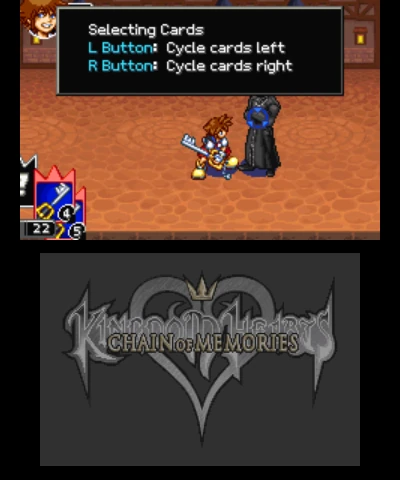 Selecting Cards
L Button: Cycle cards left
R Button: Cycle cards right
4
22
5
KINGDOM HEARTS
CHAIN OF MEMORIES